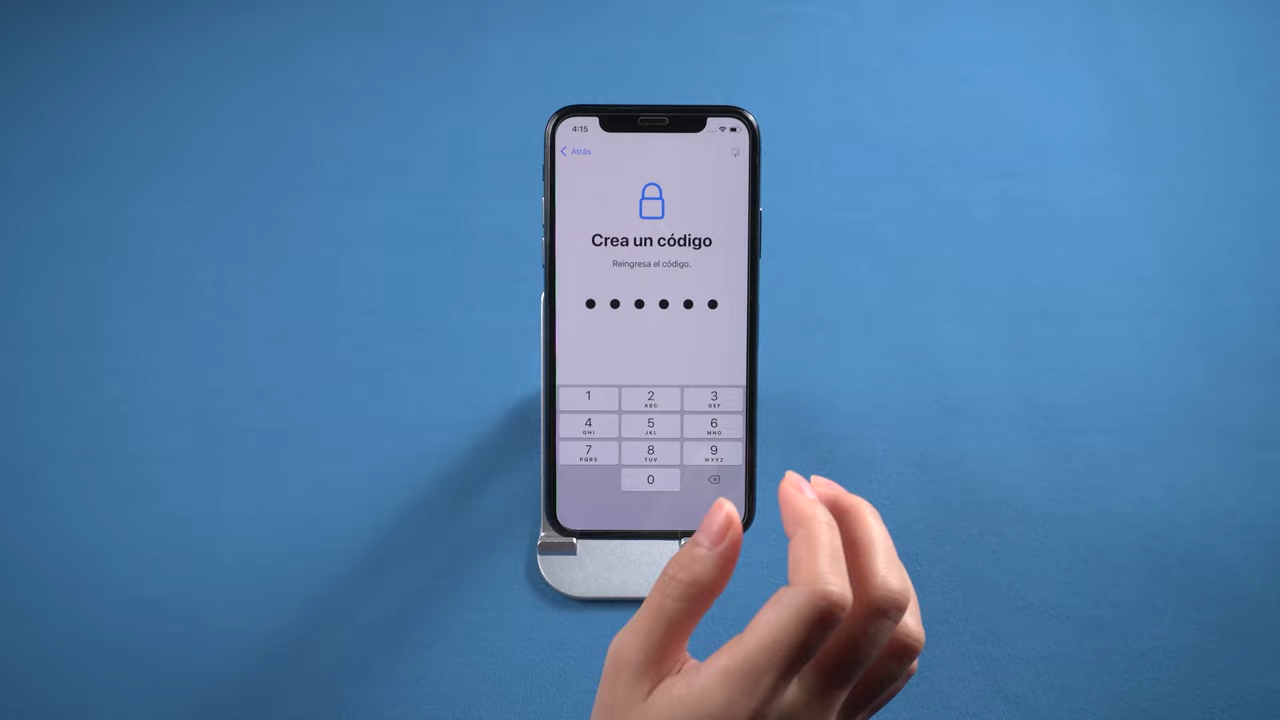 4:15
Atrás
Crea un código
Reingresa el código.
1 2 3
ABC DEF
4 5 6
GHI JKL MNO
7 8 9
PQRS TUV WXYZ
0